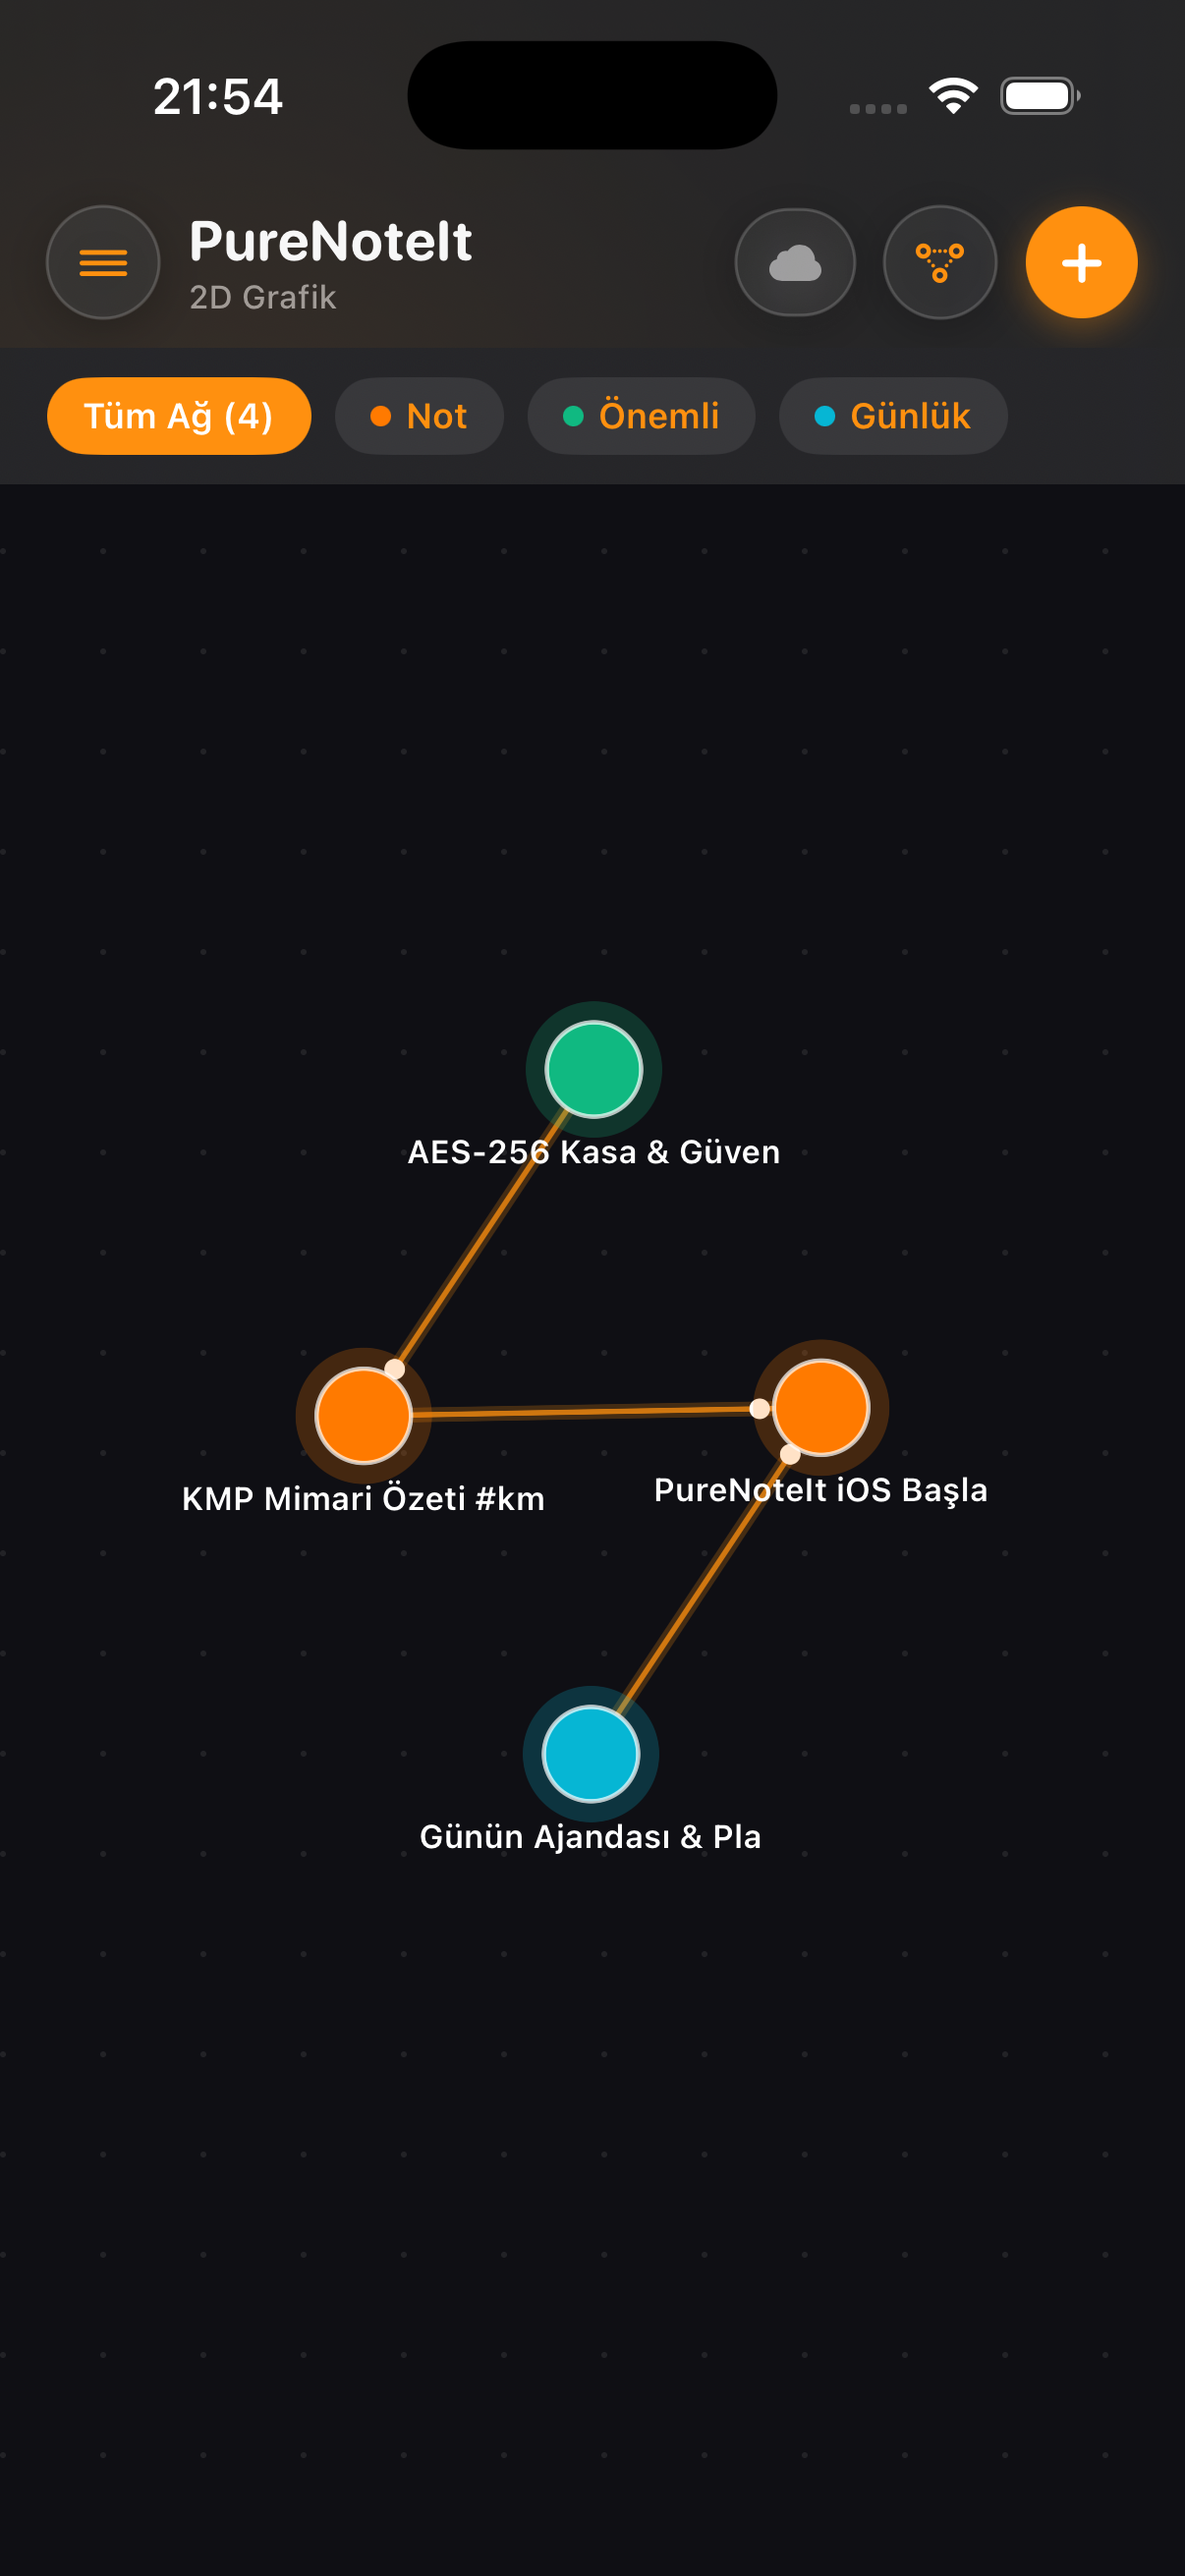 21:54
PureNoteIt
2D Grafik
Tüm Ağ (4)
Not
Önemli
Günlük
AES-256 Kasa & Güven
KMP Mimari Özeti #km
PureNoteIt iOS Başla
Günün Ajandası & Pla